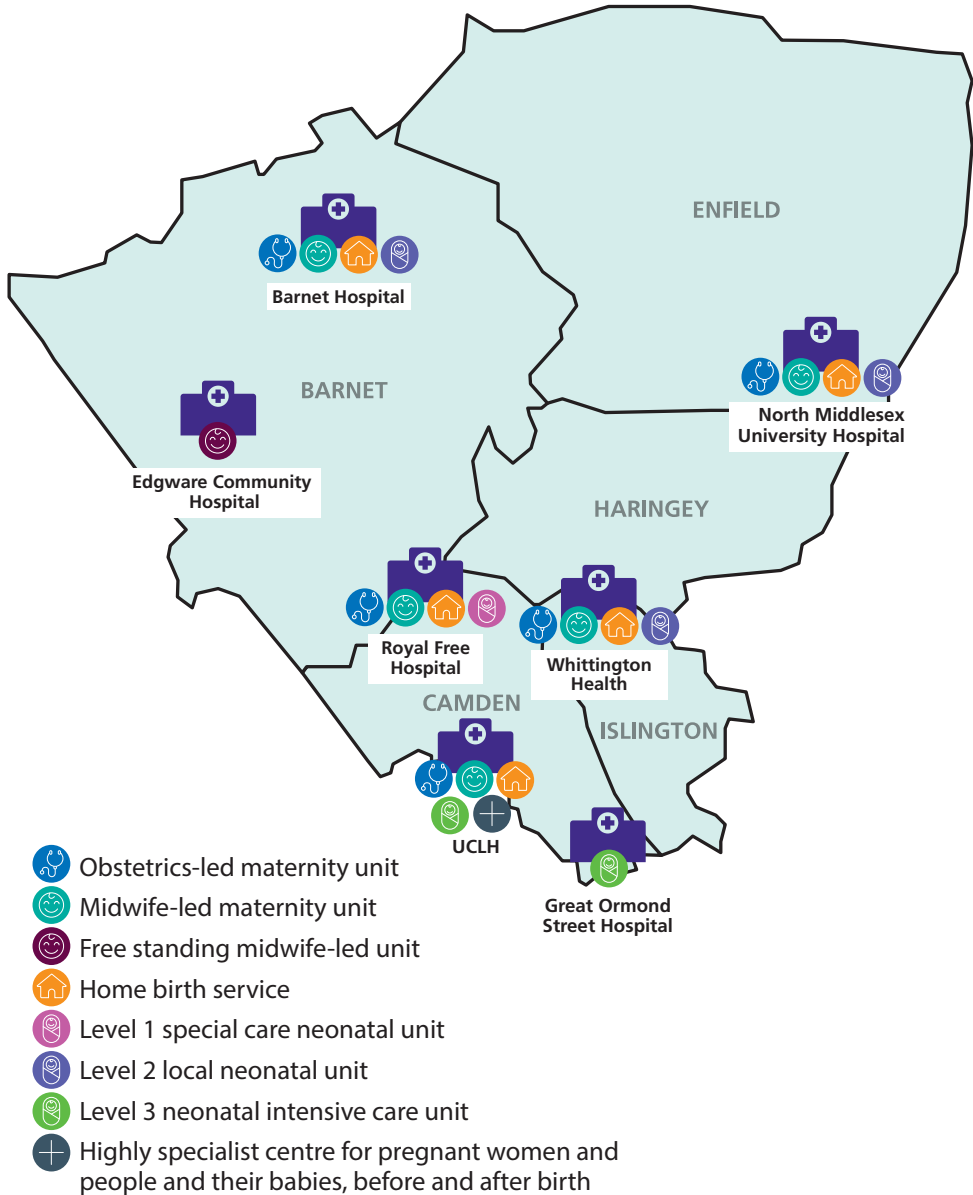 ENFIELD
Barnet Hospital
BARNET
North Middlesex
University Hospital
Edgware Community
Hospital
HARINGEY
Royal Free
Hospital
Whittington
Health
CAMDEN
ISLINGTON
UCLH
Great Ormond
Street Hospital
Obstetrics-led maternity unit
Midwife-led maternity unit
Free standing midwife-led unit
Home birth service
Level 1 special care neonatal unit
Level 2 local neonatal unit
Level 3 neonatal intensive care unit
Highly specialist centre for pregnant women and
people and their babies, before and after birth